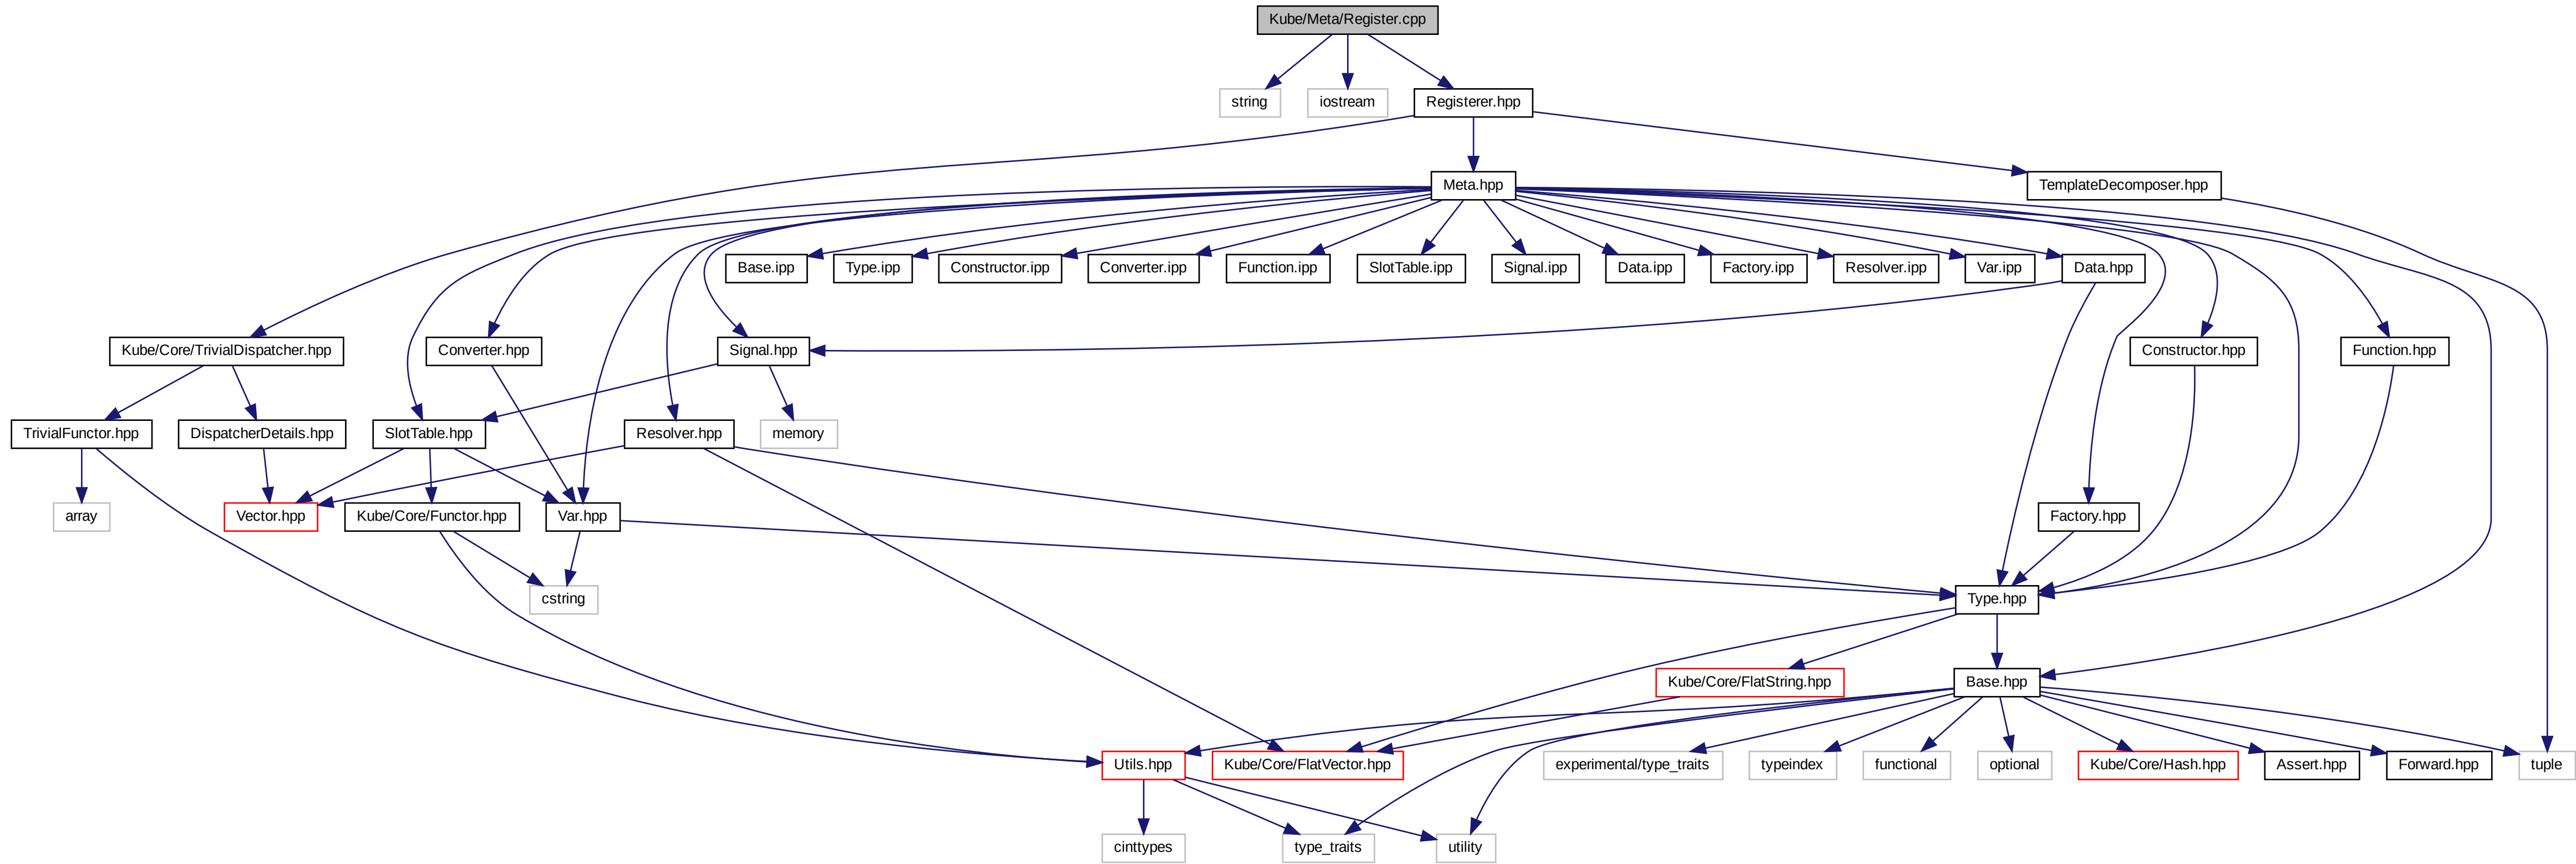 Kube/Meta/Register.cpp
string
iostream
Registerer.hpp
Meta.hpp
TemplateDecomposer.hpp
Base.ipp
Type.ipp
Constructor.ipp
Converter.ipp
Function.ipp
SlotTable.ipp
Signal.ipp
Data.ipp
Factory.ipp
Resolver.ipp
Var.ipp
Data.hpp
Kube/Core/TrivialDispatcher.hpp
Converter.hpp
Signal.hpp
Constructor.hpp
Function.hpp
TrivialFunctor.hpp
DispatcherDetails.hpp
SlotTable.hpp
Resolver.hpp
memory
array
Vector.hpp
Kube/Core/Functor.hpp
Var.hpp
Factory.hpp
cstring
Type.hpp
Kube/Core/FlatString.hpp
Base.hpp
Utils.hpp
Kube/Core/FlatVector.hpp
experimental/type_traits
typeindex
functional
optional
Kube/Core/Hash.hpp
Assert.hpp
Forward.hpp
tuple
cinttypes
type_traits
utility